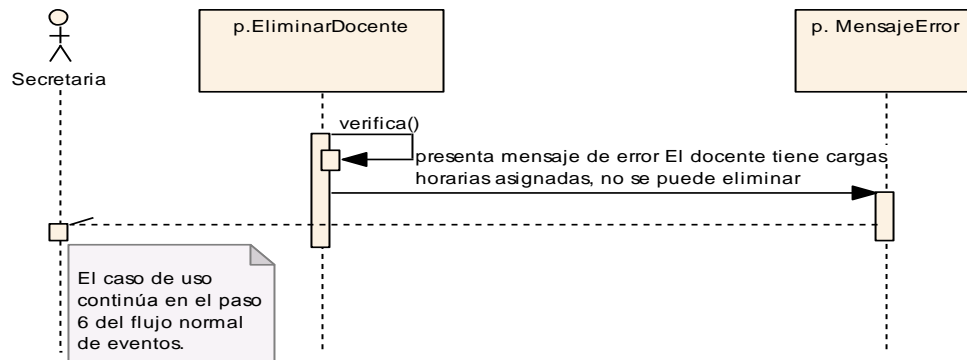 p.EliminarDocente
p. MensajeError
Secretaria
verifica()
presenta mensaje de error El docente tiene cargas
horarias asignadas, no se puede eliminar
El caso de uso
continúa en el paso
6 del flujo normal
de eventos.